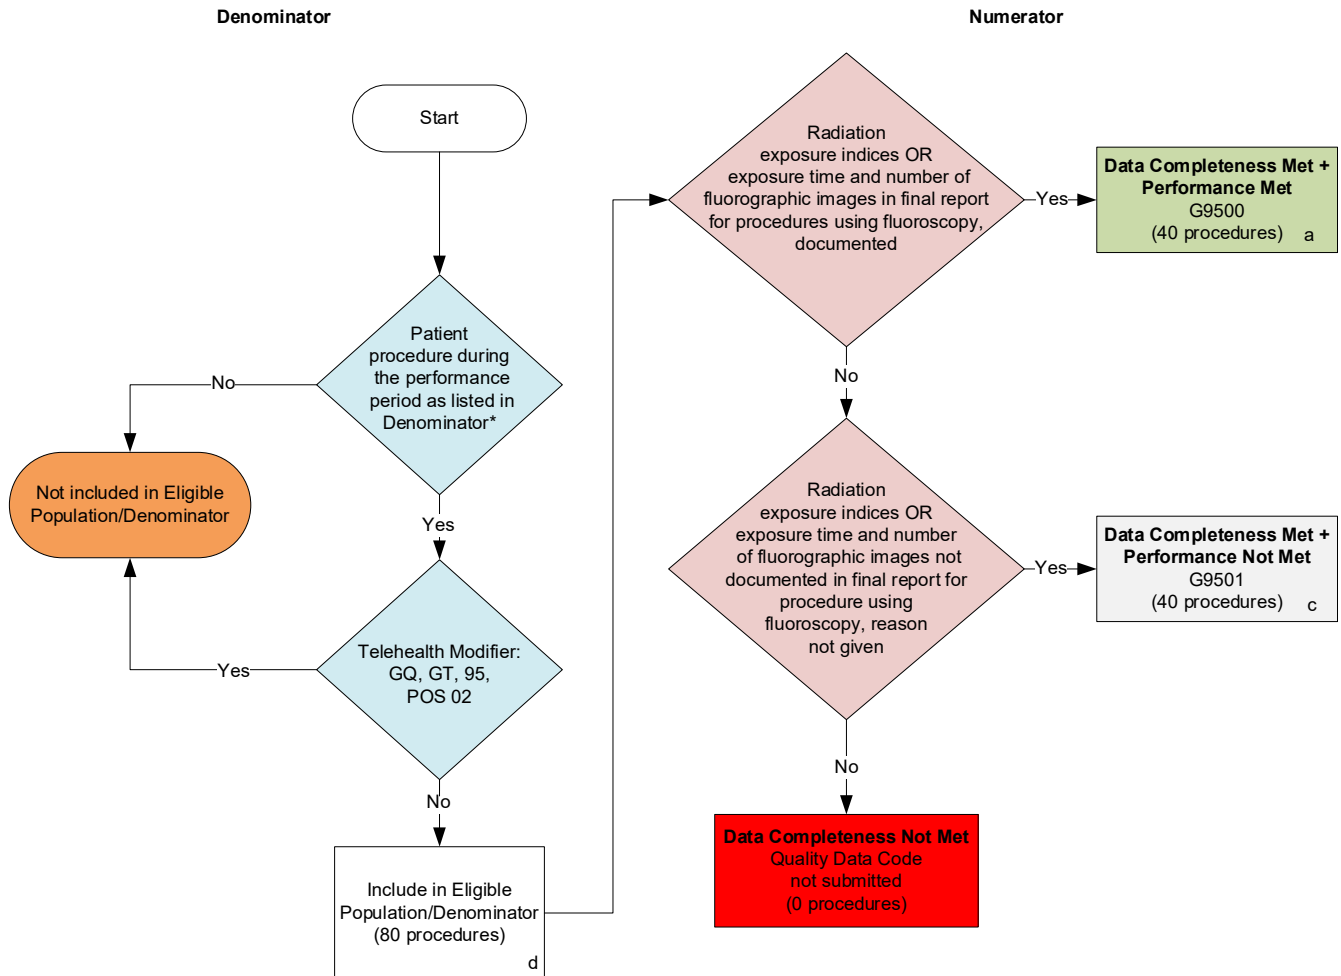 Denominator
Numerator
Start
Patient
procedure during
the performance
period as listed in
Denominator*
No
Not included in Eligible
Population/Denominator
Yes
Telehealth Modifier:
GQ, GT, 95,
POS 02
Yes
No
Include in Eligible
Population/Denominator
(80 procedures)
d
Radiation
exposure indices OR
exposure time and number of
fluorographic images in final report
for procedures using fluoroscopy,
documented
Yes
Data Completeness Met +
Performance Met
G9500
(40 procedures) a
No
Radiation
exposure indices OR
exposure time and number
of fluorographic images not
documented in final report for
procedure using
fluoroscopy, reason
not given
Yes
Data Completeness Met +
Performance Not Met
G9501
(40 procedures) c
No
Data Completeness Not Met
Quality Data Code
not submitted
(0 procedures)